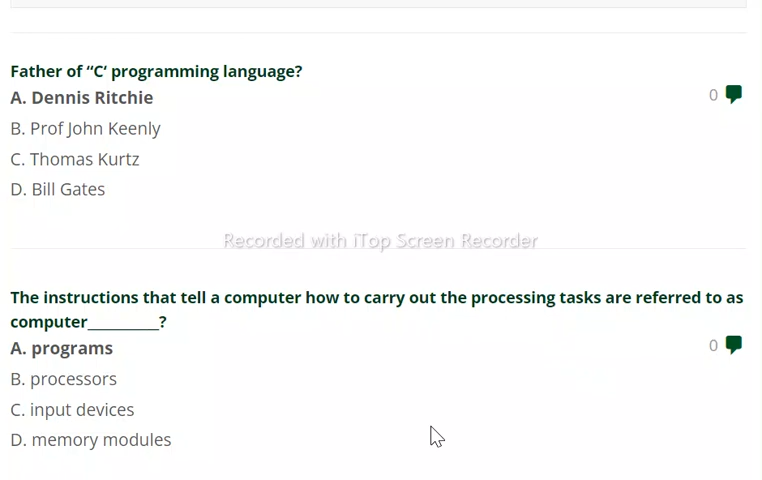 Father of “C‘ programming language?
A. Dennis Ritchie
0
B. Prof John Keenly
C. Thomas Kurtz
D. Bill Gates
Recorded with iTop Screen Recorder
The instructions that tell a computer how to carry out the processing tasks are referred to as
computer__________?
A. programs
0
B. processors
C. input devices
D. memory modules